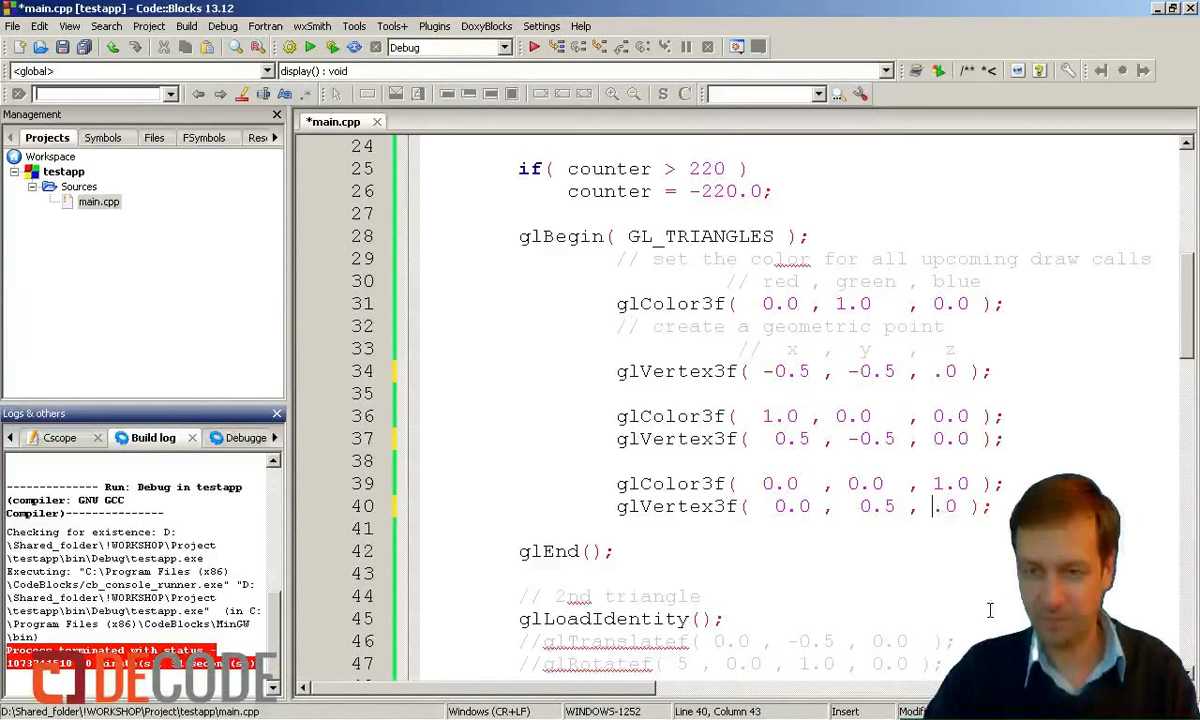 *main.cpp [testapp] - Code::Blocks 13.12
File Edit View Search Project Build Debug Fortran wxSmith Tools Tools+ Plugins DoxyBlocks Settings Help
Debug
<global>
display() : void
Management
Projects Symbols Files FSymbols Res
Workspace
testapp
Sources
main.cpp
Logs & others
Cscope Build log Debugge
-------------- Run: Debug in testapp
(compiler: GNU GCC
Compiler)---------------
Checking for existence: D:
\Shared_folder\!WORKSHOP\Project
\testapp\bin\Debug\testapp.exe
Executing: "C:\Program Files (x86)
\CodeBlocks/cb_console_runner.exe" "D:
\Shared_folder\!WORKSHOP\Project
\testapp\bin\Debug\testapp.exe" (in C:
\Program Files (x86)\CodeBlocks\MinGW
\bin)
Process terminated with status -
DECODE
*main.cpp
24
25 if( counter > 220 )
26 counter = -220.0;
27
28 glBegin( GL_TRIANGLES );
29 // set the color for all upcoming draw calls
30 // red , green , blue
31 glColor3f( 0.0 , 1.0 , 0.0 );
32 // create a geometric point
33 // x , y , z
34 glVertex3f( -0.5 , -0.5 , .0 );
35
36 glColor3f( 1.0 , 0.0 , 0.0 );
37 glVertex3f( 0.5 , -0.5 , 0.0 );
38
39 glColor3f( 0.0 , 0.0 , 1.0 );
40 glVertex3f( 0.0 , 0.5 , .0 );
41
42 glEnd();
43
44 // 2nd triangle
45 glLoadIdentity();
46 //glTranslatef( 0.0 , -0.5 , 0.0 );
47 //glRotatef( 5 , 0.0 , 1.0 , 0.0 );
D:\Shared_folder\!WORKSHOP\Project\testapp\main.cpp
Windows (CR+LF) WINDOWS-1252 Line 40, Column 43 Insert Modif